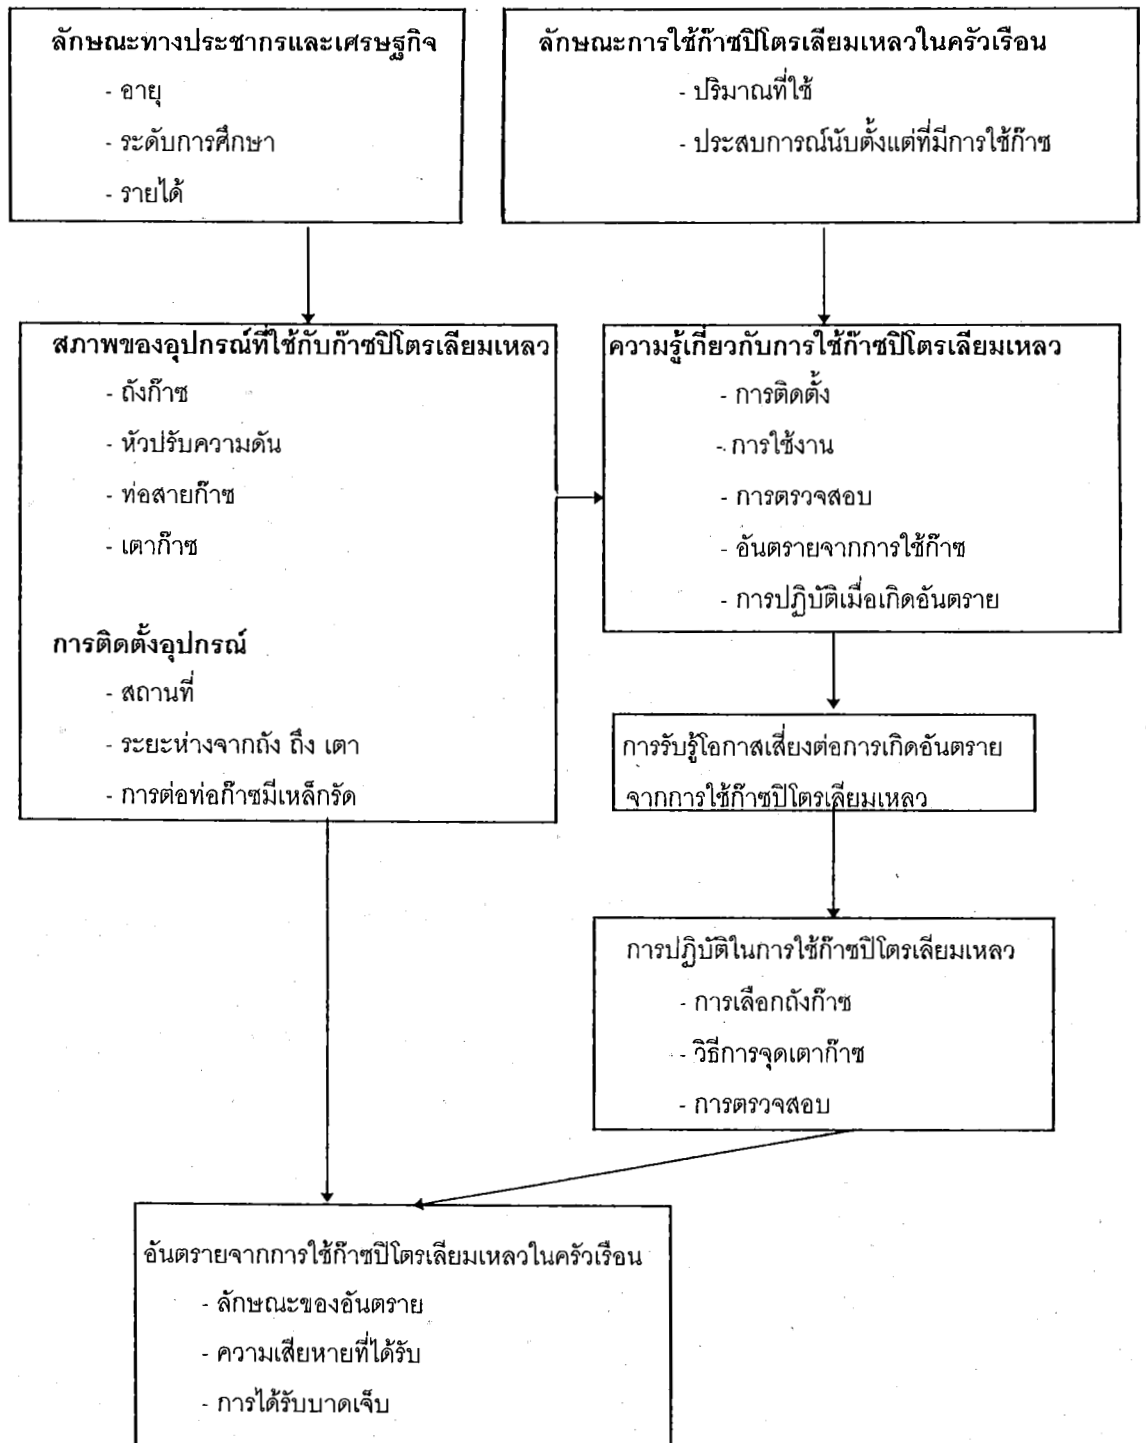 ลักษณะทางประชากรและเศรษฐกิจ
- อายุ
- ระดับการศึกษา
- รายได้
ลักษณะการใช้ก๊าซปิโตรเลียมเหลวในครัวเรือน
- ปริมาณที่ใช้
- ประสบการณ์นับตั้งแต่ที่มีการใช้ก๊าซ
สภาพของอุปกรณ์ที่ใช้กับก๊าซปิโตรเลียมเหลว
- ถังก๊าซ
- หัวปรับความดัน
- ท่อสายก๊าซ
- เตาก๊าซ
การติดตั้งอุปกรณ์
- สถานที่
- ระยะห่างจากถัง ถึง เตา
- การต่อท่อก๊าซมีเหล็กรัด
ความรู้เกี่ยวกับการใช้ก๊าซปิโตรเลียมเหลว
- การติดตั้ง
- การใช้งาน
- การตรวจสอบ
- อันตรายจากการใช้ก๊าซ
- การปฏิบัติเมื่อเกิดอันตราย
การรับรู้โอกาสเสี่ยงต่อการเกิดอันตราย
จากการใช้ก๊าซปิโตรเลียมเหลว
การปฏิบัติในการใช้ก๊าซปิโตรเลียมเหลว
- การเลือกถังก๊าซ
- วิธีการจุดเตาก๊าซ
- การตรวจสอบ
อันตรายจากการใช้ก๊าซปิโตรเลียมเหลวในครัวเรือน
- ลักษณะของอันตราย
- ความเสียหายที่ได้รับ
- การได้รับบาดเจ็บ